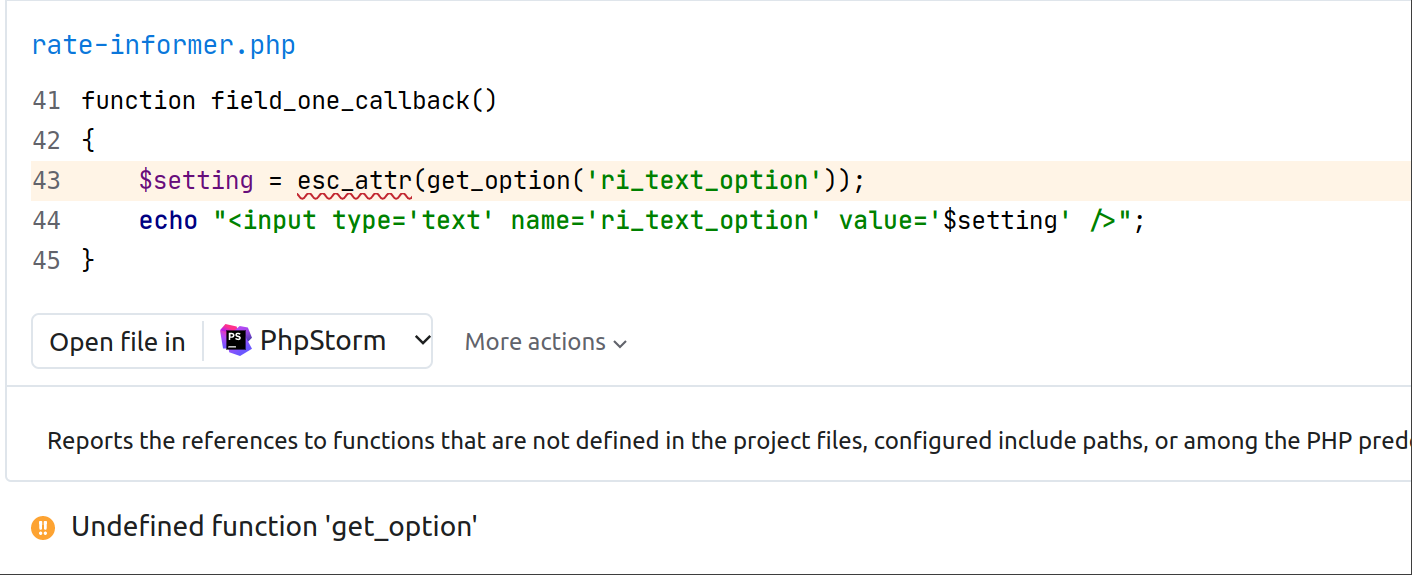 rate-informer.php
41 function field_one_callback()
42 {
43 $setting = esc_attr(get_option('ri_text_option'));
44 echo "<input type='text' name='ri_text_option' value='$setting' />";
45 }
Open file in PS PhpStorm More actions
Reports the references to functions that are not defined in the project files, configured include paths, or among the PHP prede
!! Undefined function 'get_option'